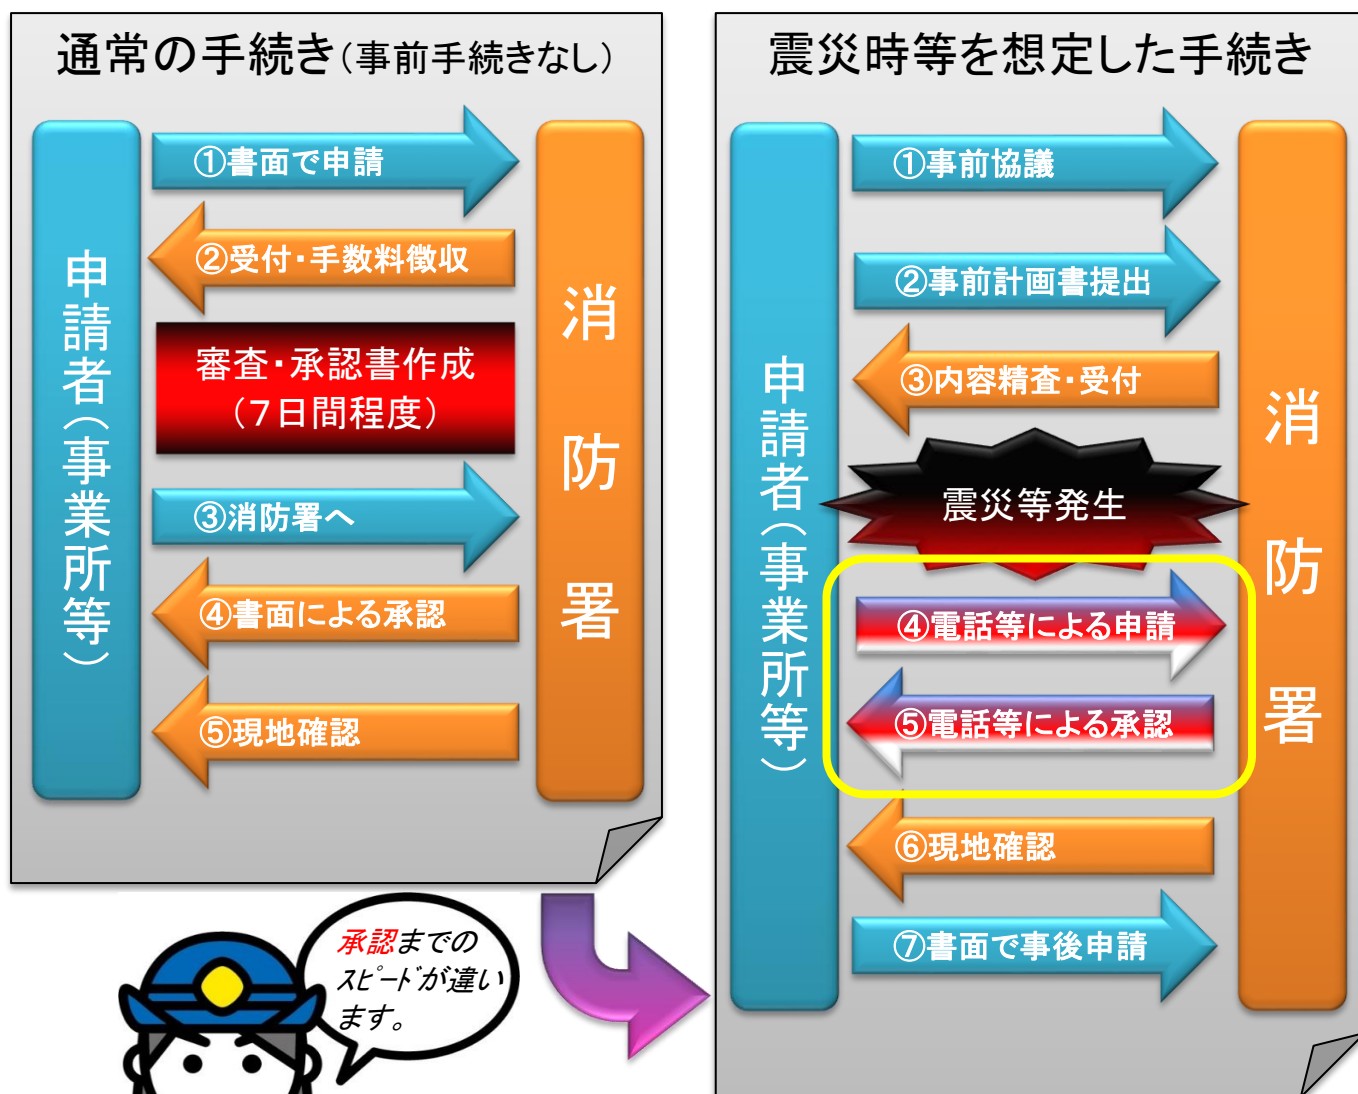 通常の手続き(事前手続きなし)
申請者(事業所等)
①書面で申請
②受付・手数料徴収
審査・承認書作成
(7日間程度)
③消防署へ
④書面による承認
⑤現地確認
消防署
承認までの
スピードが違い
ます。
震災時等を想定した手続き
申請者(事業所等)
①事前協議
②事前計画書提出
③内容精査・受付
震災等発生
④電話等による申請
⑤電話等による承認
⑥現地確認
⑦書面で事後申請
消防署